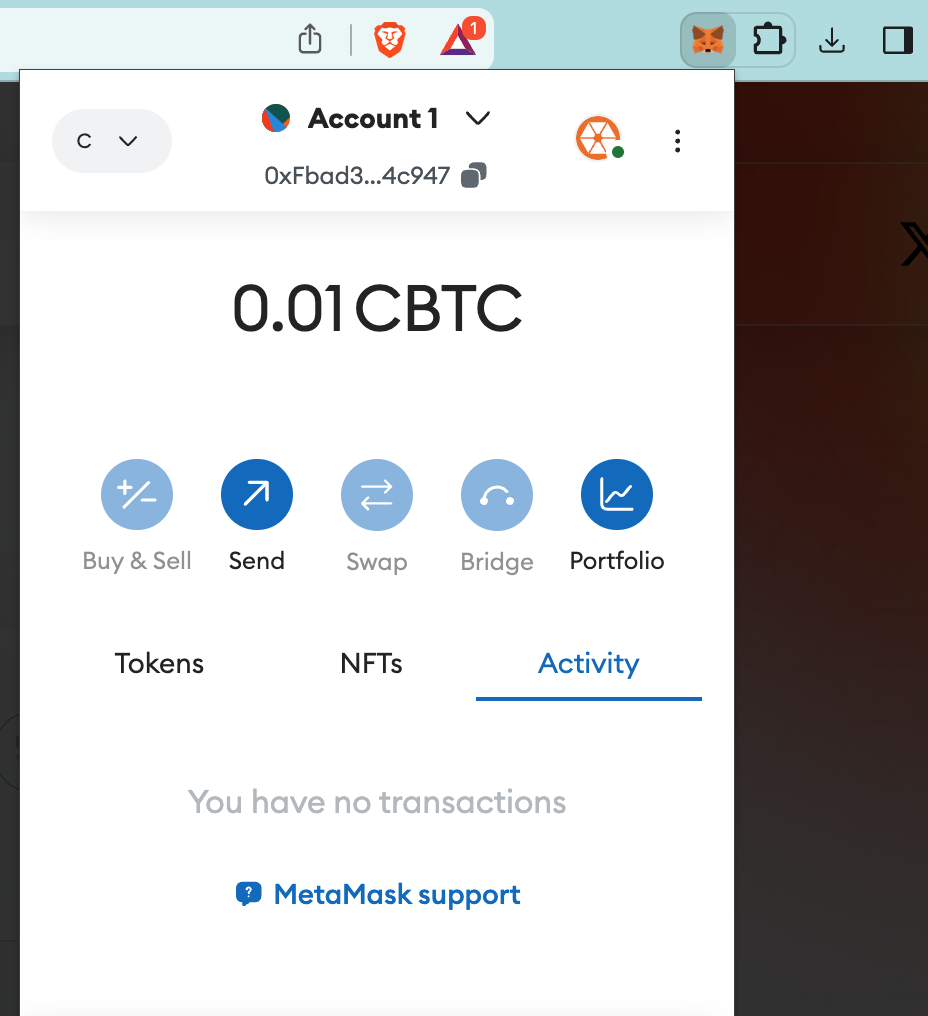 1
C
Account 1
0xFbad3...4c947
0.01 CBTC
Buy & Sell
Send
Swap
Bridge
Portfolio
Tokens
NFTs
Activity
You have no transactions
MetaMask support